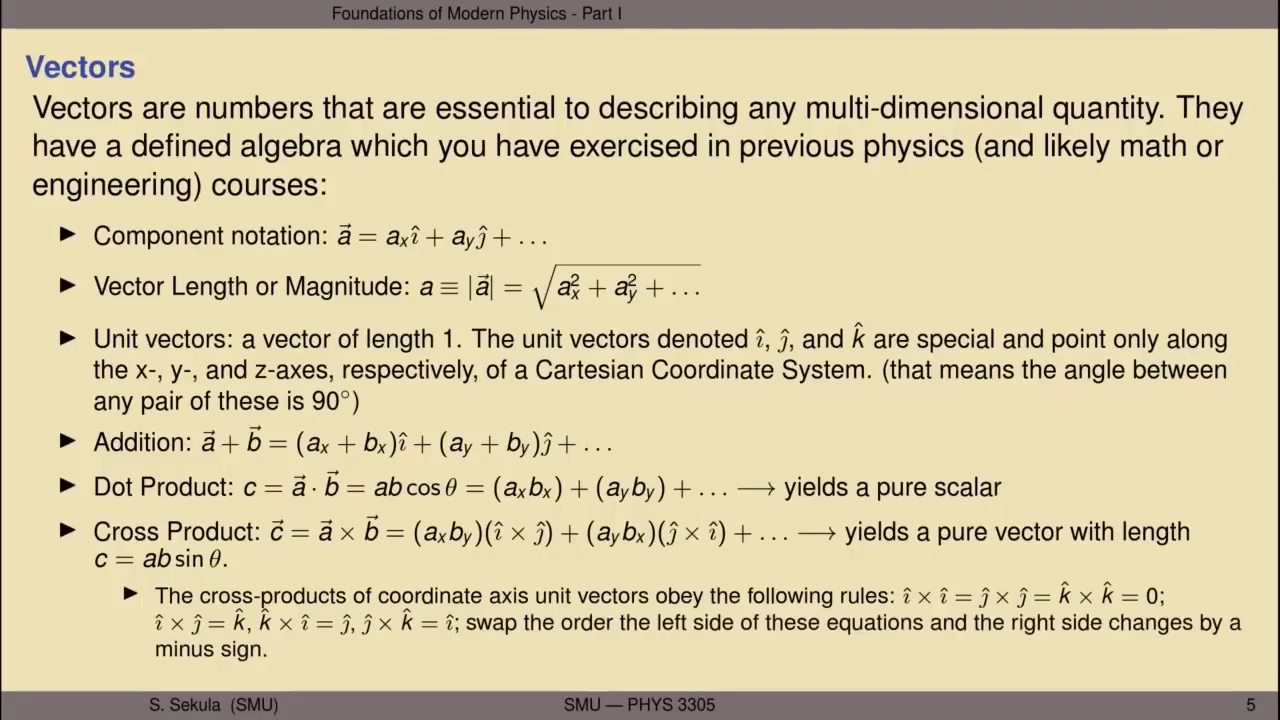 Foundations of Modern Physics - Part I
Vectors
Vectors are numbers that are essential to describing any multi-dimensional quantity. They
have a defined algebra which you have exercised in previous physics (and likely math or
engineering) courses:
► Component notation: a⃗ = aₓî + a_yĵ + . . .
► Vector Length or Magnitude: a ≡ |a⃗| = √(aₓ² + a_y² + . . .)
► Unit vectors: a vector of length 1. The unit vectors denoted î, ĵ, and k̂ are special and point only along
the x-, y-, and z-axes, respectively, of a Cartesian Coordinate System. (that means the angle between
any pair of these is 90°)
► Addition: a⃗ + b⃗ = (aₓ + bₓ)î + (a_y + b_y)ĵ + . . .
► Dot Product: c = a⃗ · b⃗ = ab cos θ = (aₓbₓ) + (a_yb_y) + . . . ⟶ yields a pure scalar
► Cross Product: c⃗ = a⃗ × b⃗ = (aₓb_y)(î × ĵ) + (a_ybₓ)(ĵ × î) + . . . ⟶ yields a pure vector with length
c = ab sin θ.
► The cross-products of coordinate axis unit vectors obey the following rules: î × î = ĵ × ĵ = k̂ × k̂ = 0;
î × ĵ = k̂, k̂ × î = ĵ, ĵ × k̂ = î; swap the order the left side of these equations and the right side changes by a
minus sign.
S. Sekula (SMU) SMU — PHYS 3305 5